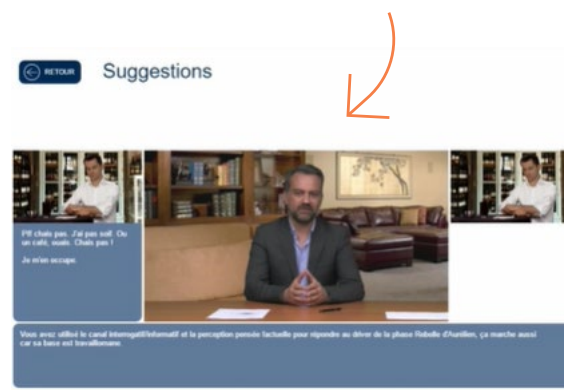 RETOUR
Suggestions
Pff chais pas. J'ai pas soif. Ou
un café, ouais. Chais pas !
Je m'en occupe.
Vous avez utilisé le canal Interrogatif/Informatif et la perception pensée factuelle pour répondre au driver de la phase Rebelle d'Aurélien, ça marche aussi
car sa base est travaillomane.